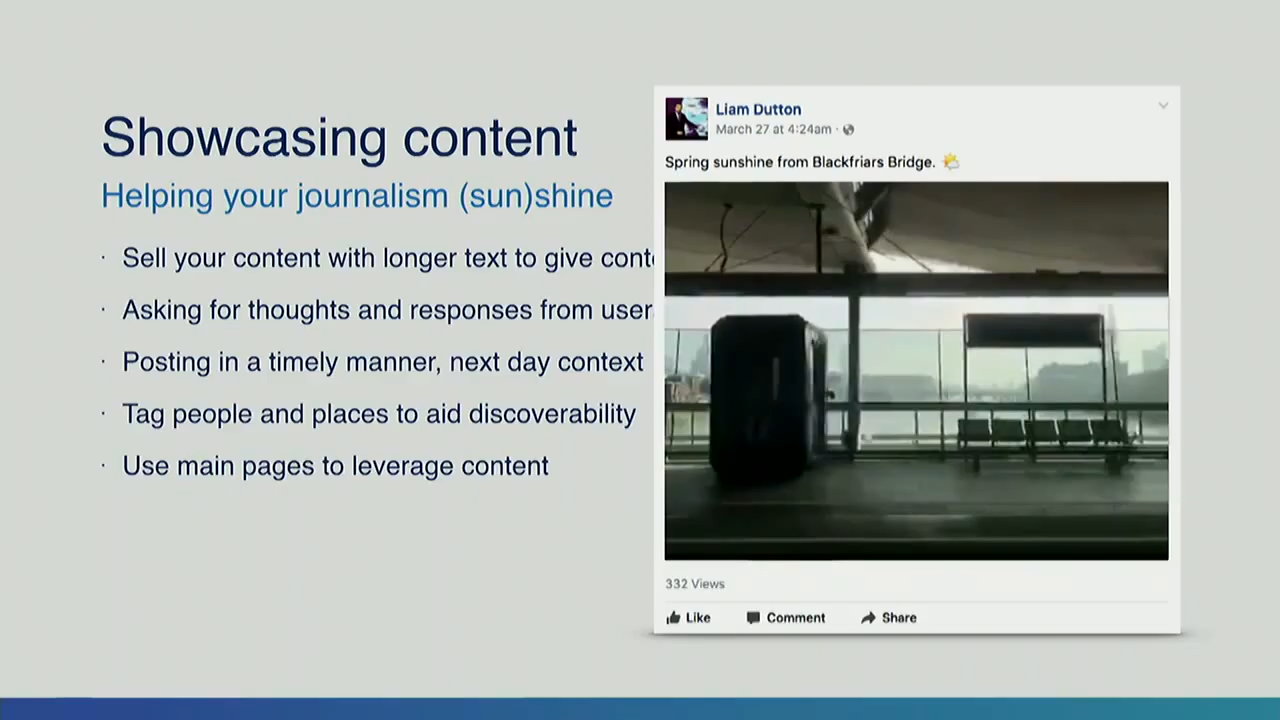 Showcasing content
Helping your journalism (sun)shine
· Sell your content with longer text to give
· Asking for thoughts and responses from user
· Posting in a timely manner, next day context
· Tag people and places to aid discoverability
· Use main pages to leverage content
Liam Dutton
March 27 at 4:24am ·
Spring sunshine from Blackfriars Bridge. 🌤️
332 Views
Like Comment Share